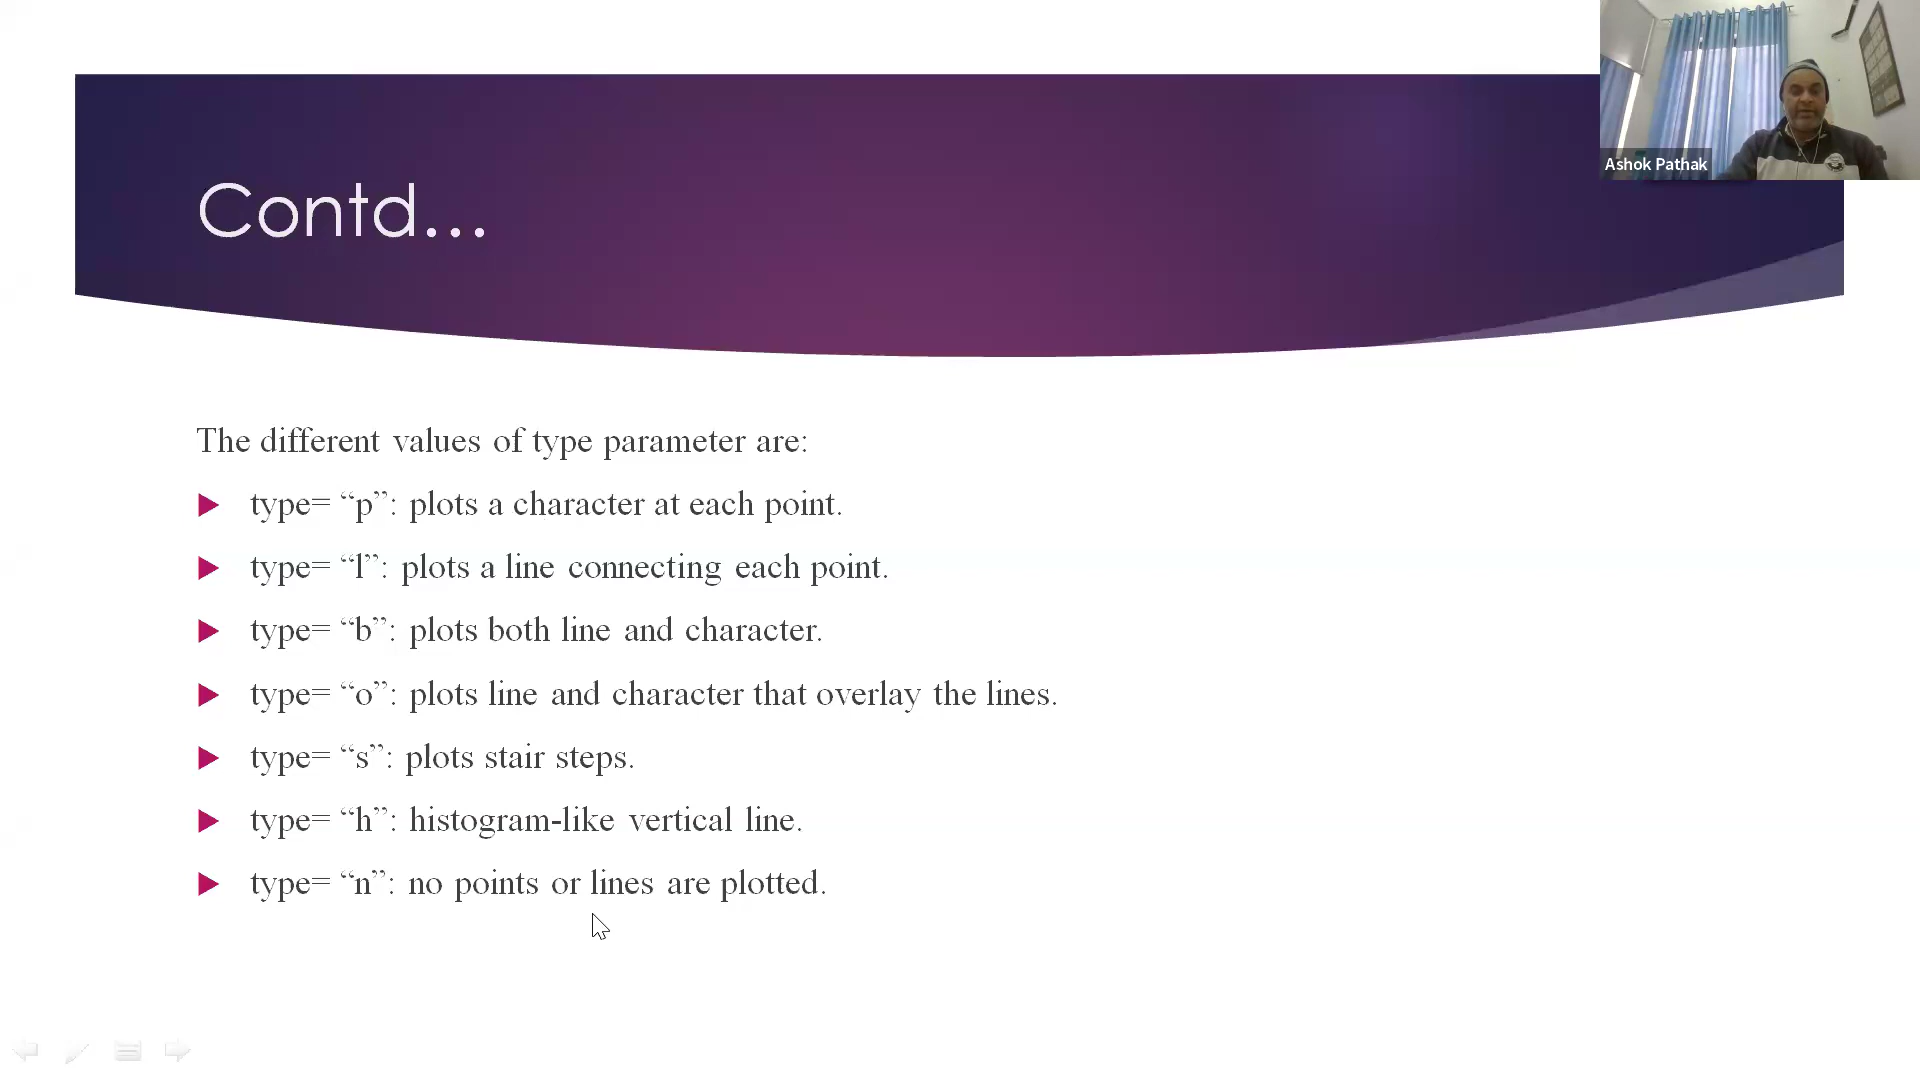 Ashok Pathak
Contd...
The different values of type parameter are:
type= “p”: plots a character at each point.
type= “l”: plots a line connecting each point.
type= “b”: plots both line and character.
type= “o”: plots line and character that overlay the lines.
type= “s”: plots stair steps.
type= “h”: histogram-like vertical line.
type= “n”: no points or lines are plotted.